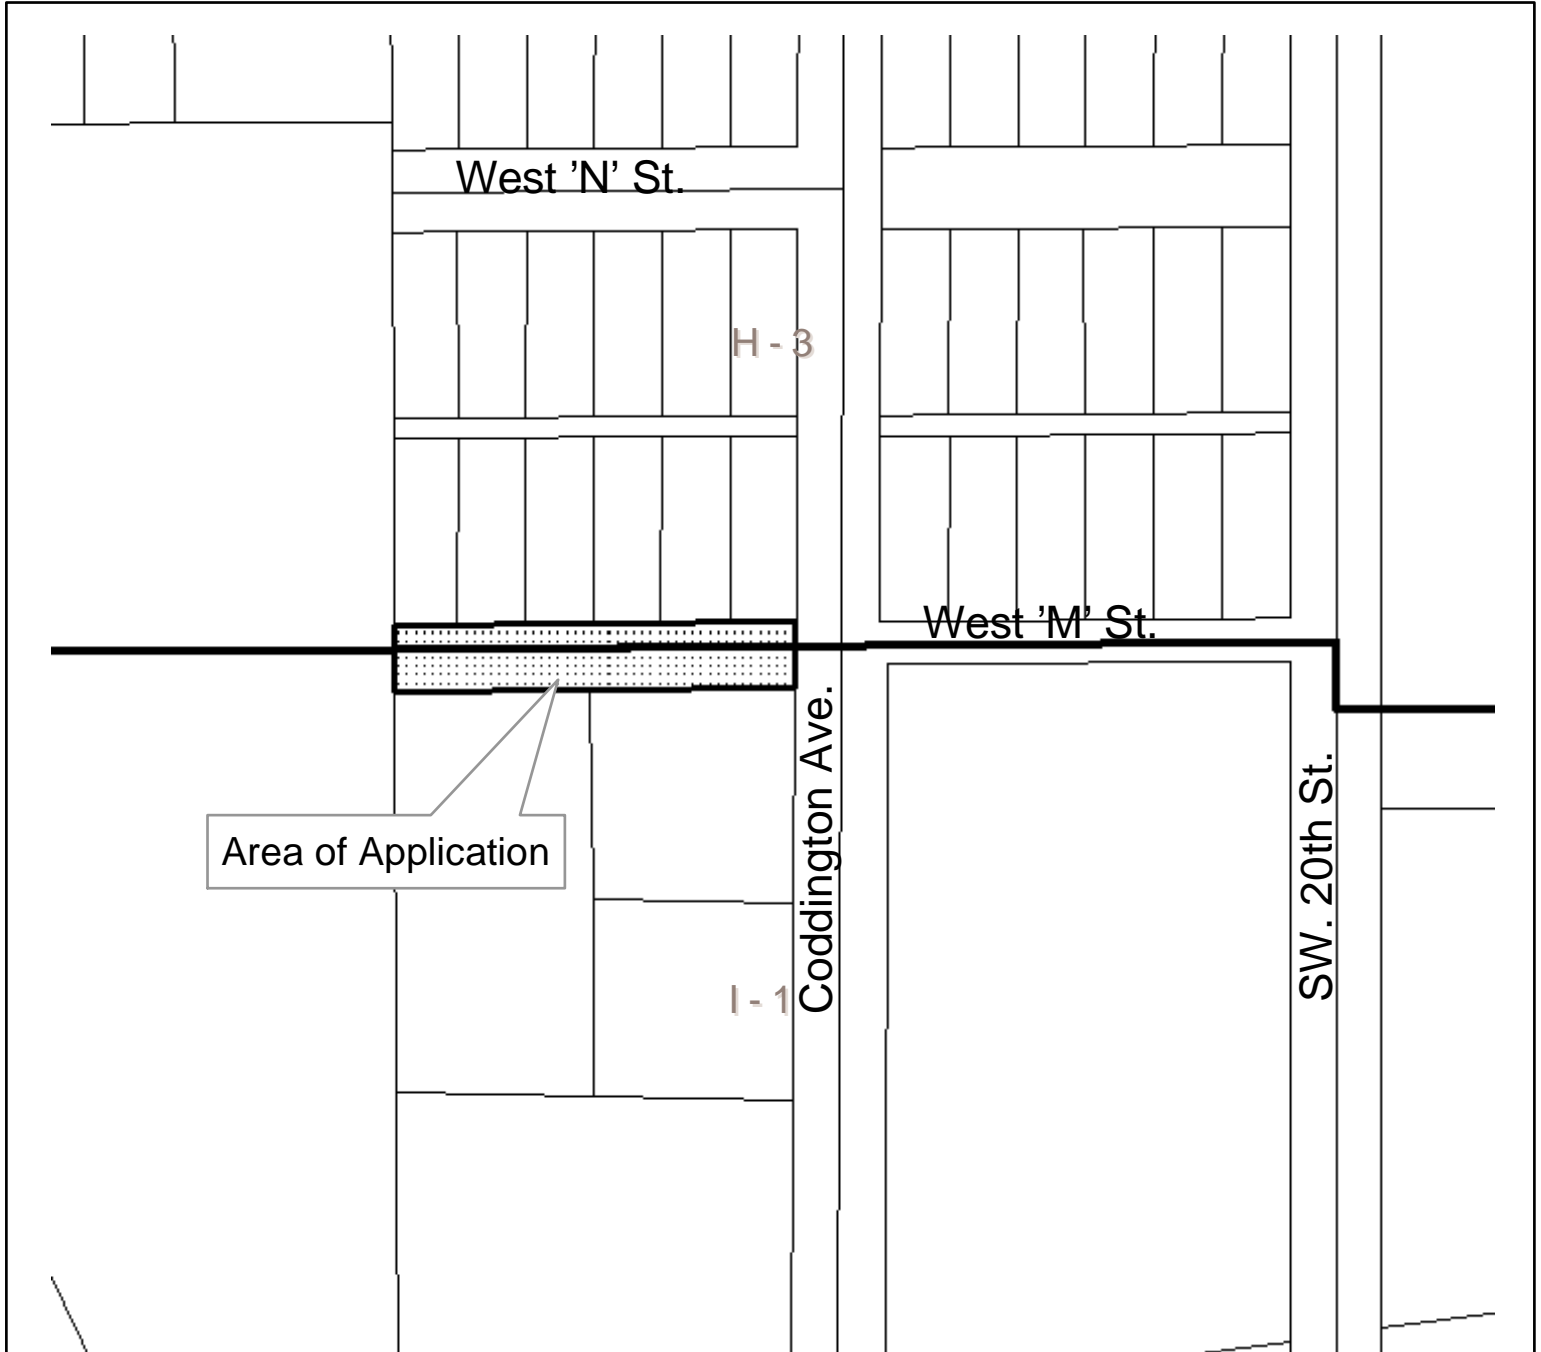 West ’N’ St.
H - 3
West ’M’ St.
Coddington Ave.
SW. 20th St.
Area of Application
I - 1